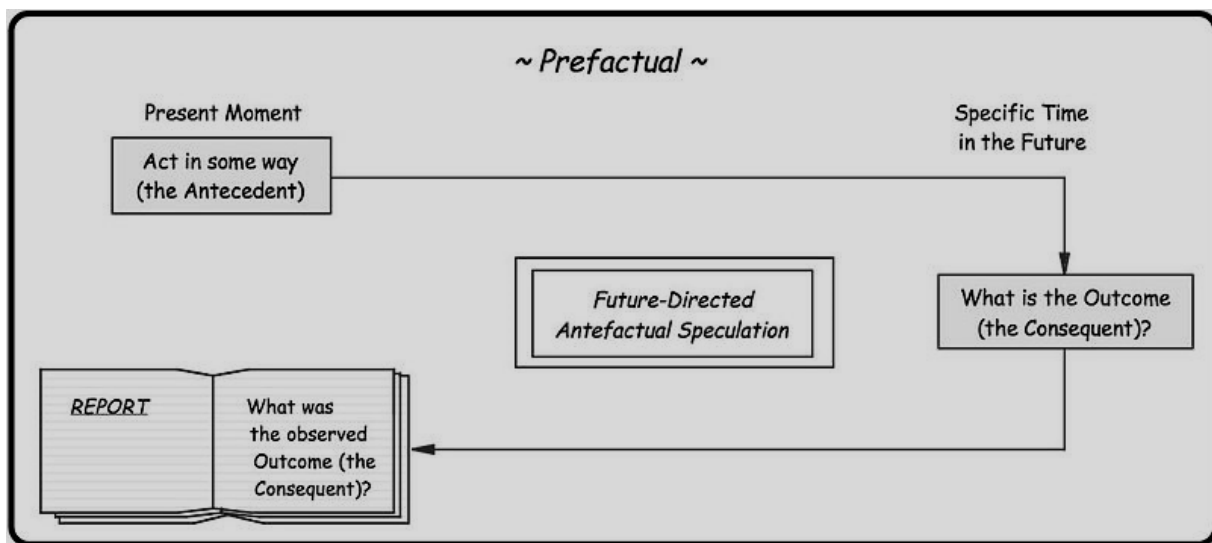 ~ Prefactual ~
Present Moment
Act in some way
(the Antecedent)
Specific Time
in the Future
Future-Directed
Antefactual Speculation
What is the Outcome
(the Consequent)?
REPORT
What was
the observed
Outcome (the
Consequent)?